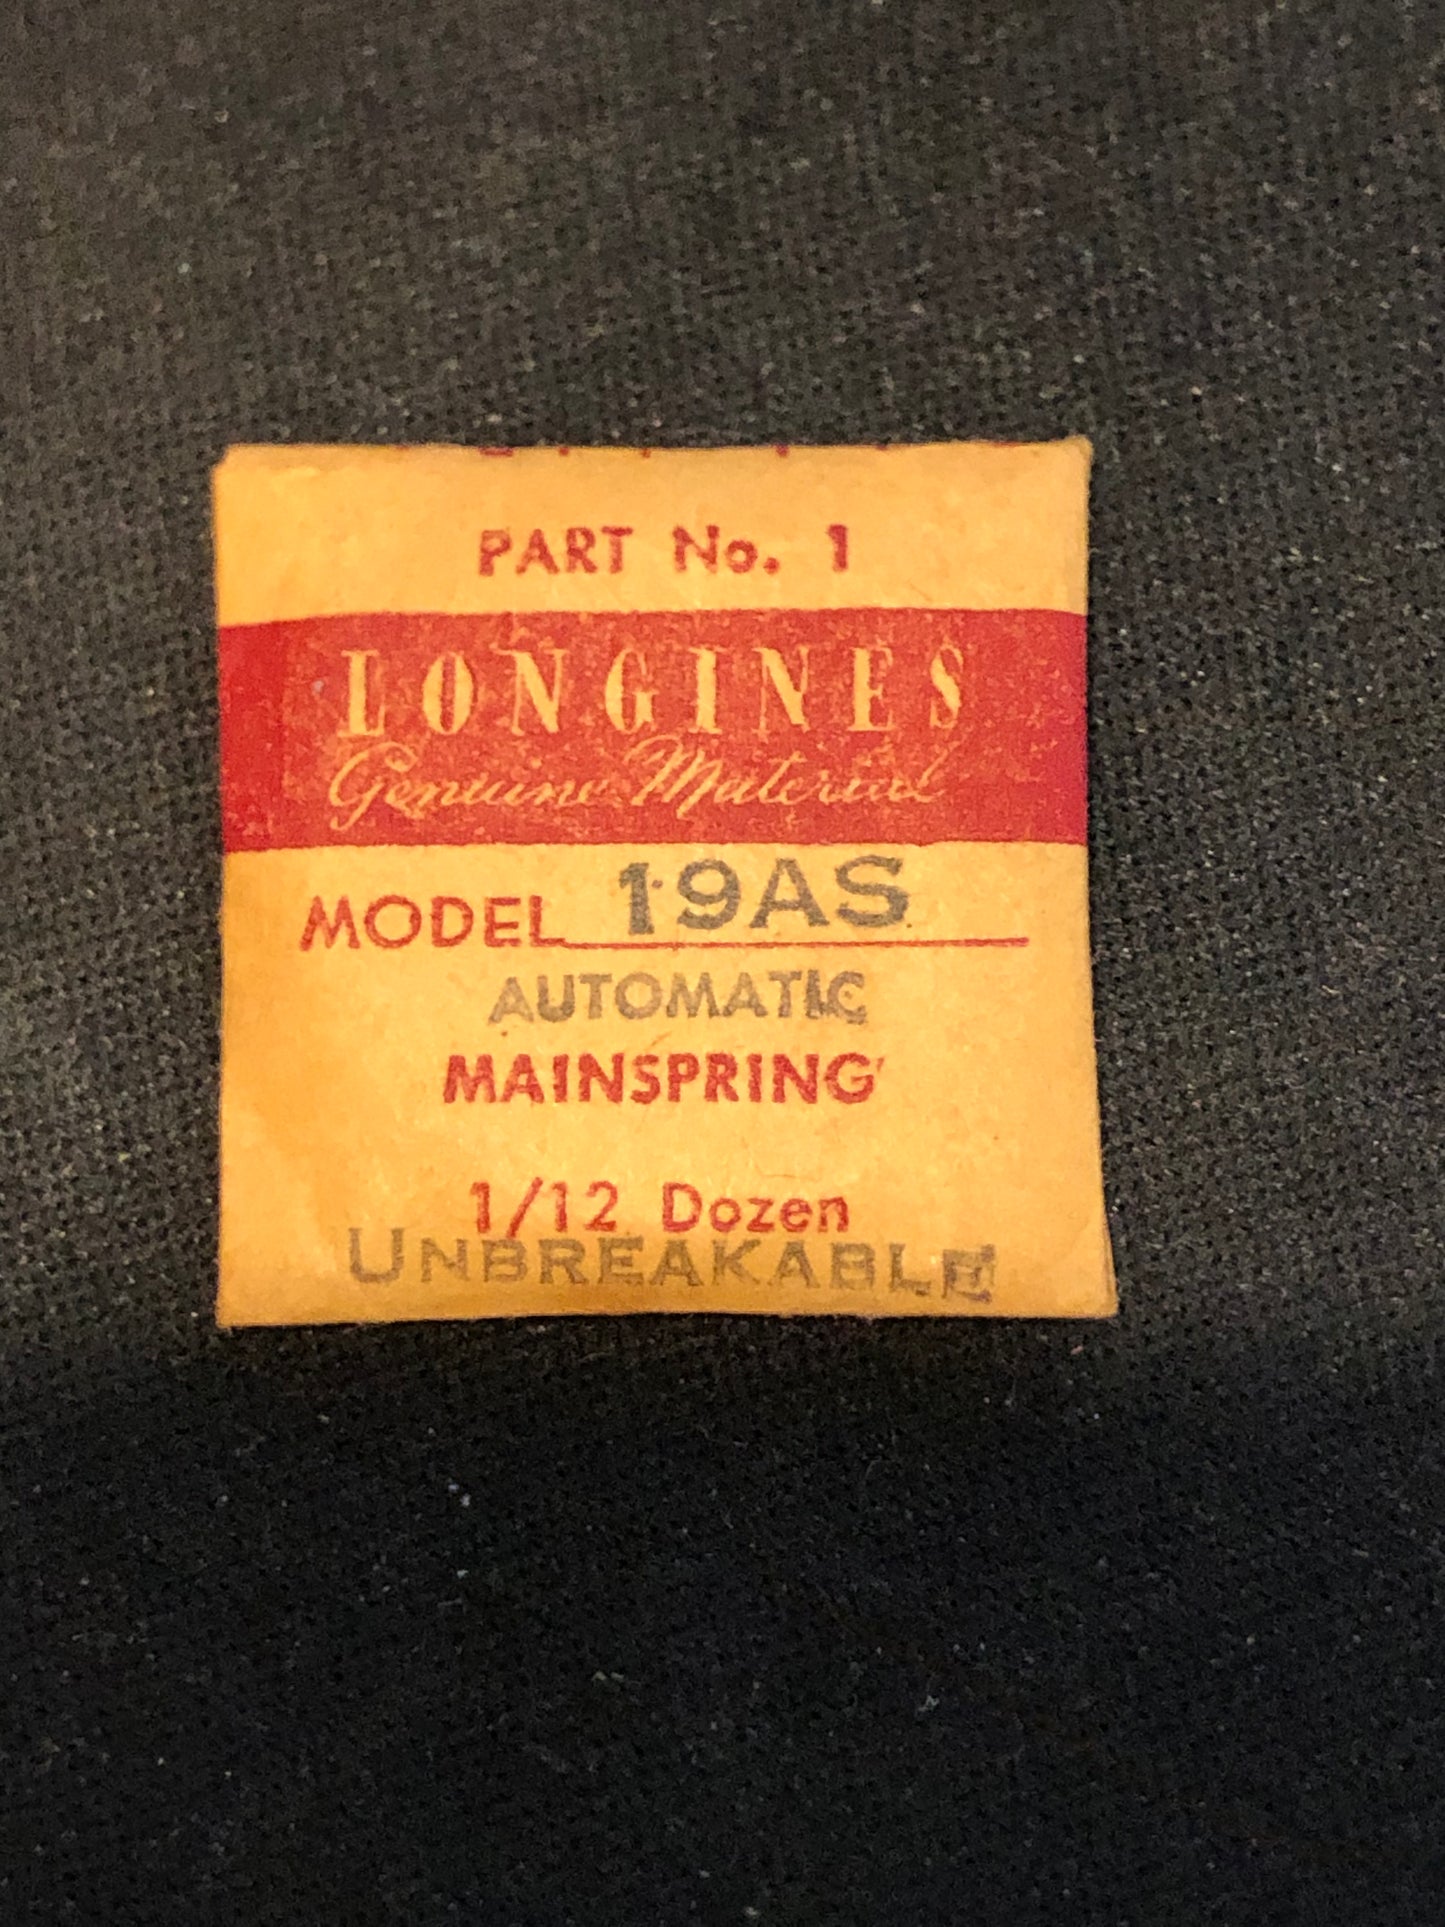 PART No. 1
LONGINES
Genuine Material
MODEL 19AS
AUTOMATIC
MAINSPRING
1/12 Dozen
UNBREAKABLE